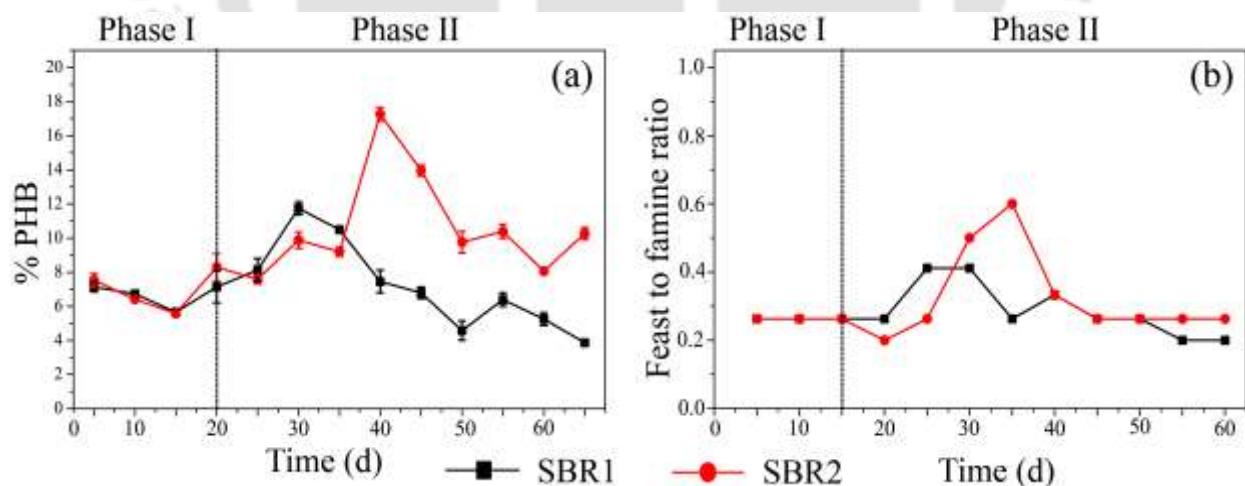 Phase I Phase II
(a)
% PHB
20
18
16
14
12
10
8
6
4
2
0
0 10 20 30 40 50 60
Time (d)
Phase I Phase II
(b)
Feast to famine ratio
1.0
0.8
0.6
0.4
0.2
0.0
0 10 20 30 40 50 60
Time (d)
SBR1 SBR2